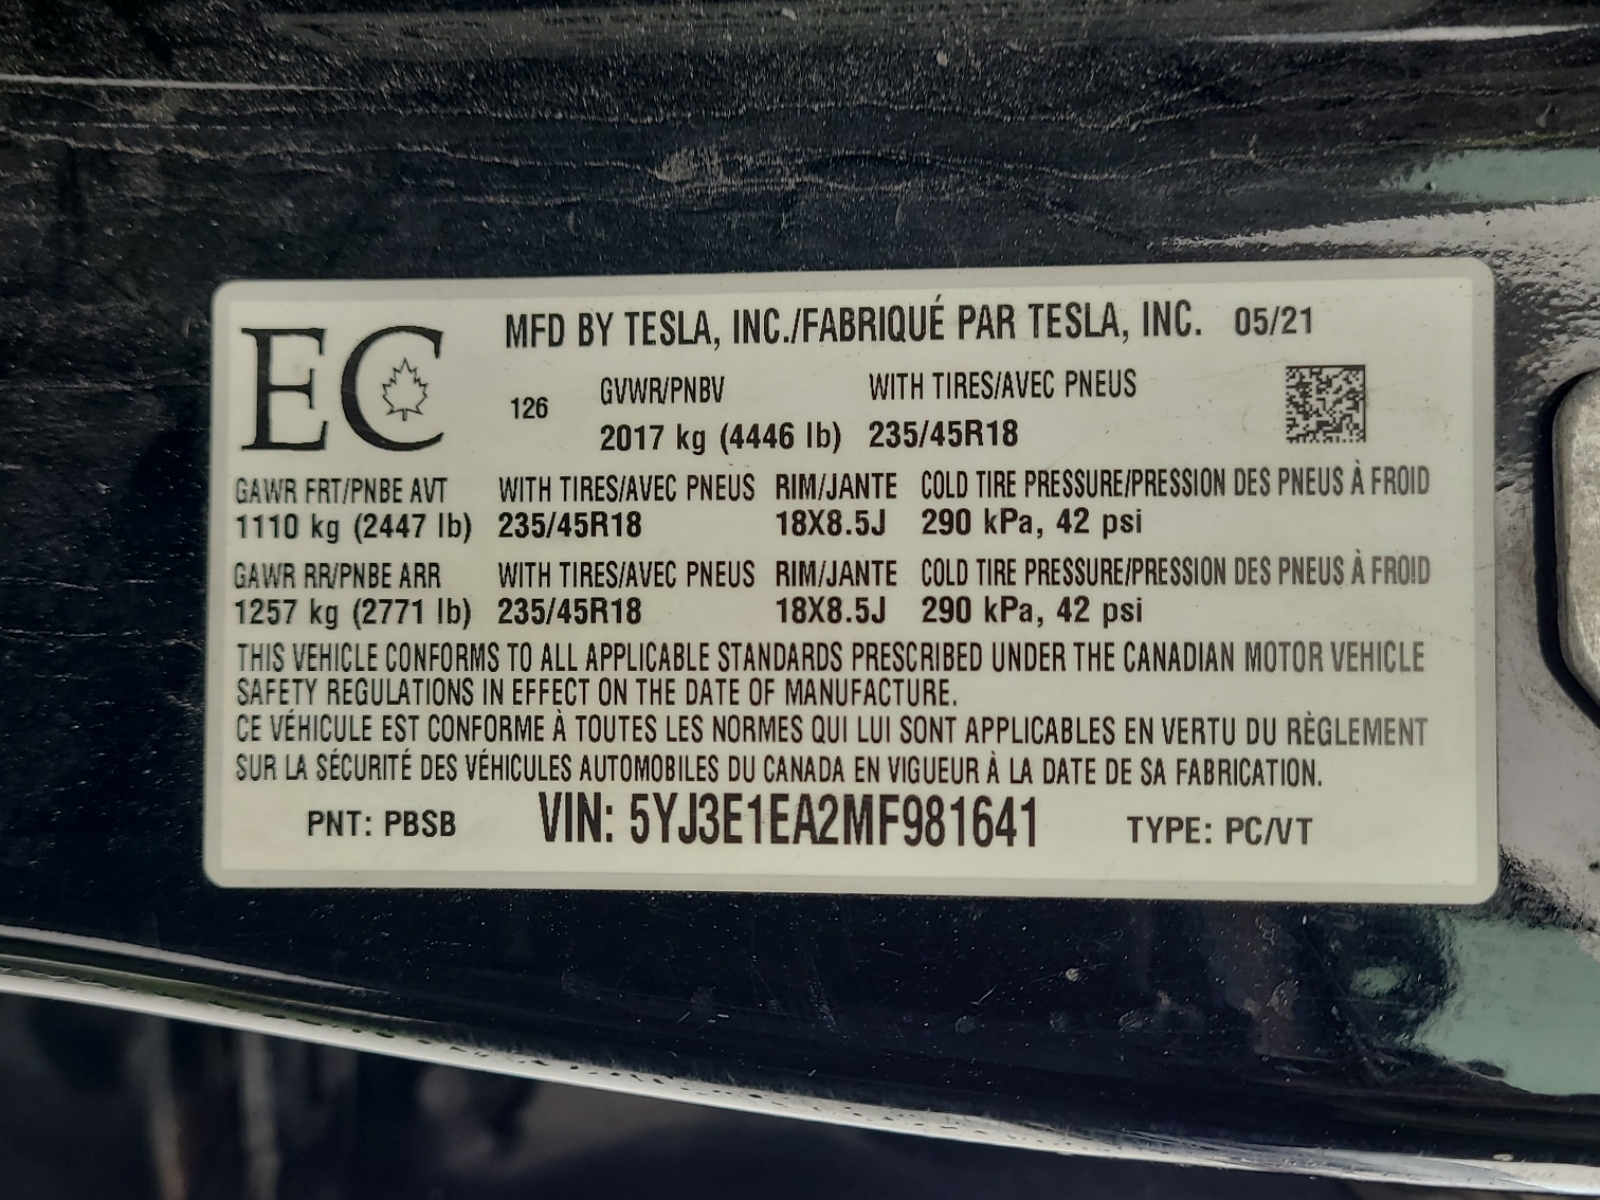 EC
MFD BY TESLA, INC./FABRIQUÉ PAR TESLA, INC. 05/21
126 GVWR/PNBV WITH TIRES/AVEC PNEUS
2017 kg (4446 lb) 235/45R18
GAWR FRT/PNBE AVT WITH TIRES/AVEC PNEUS RIM/JANTE COLD TIRE PRESSURE/PRESSION DES PNEUS À FROID
1110 kg (2447 lb) 235/45R18 18X8.5J 290 kPa, 42 psi
GAWR RR/PNBE ARR WITH TIRES/AVEC PNEUS RIM/JANTE COLD TIRE PRESSURE/PRESSION DES PNEUS À FROID
1257 kg (2771 lb) 235/45R18 18X8.5J 290 kPa, 42 psi
THIS VEHICLE CONFORMS TO ALL APPLICABLE STANDARDS PRESCRIBED UNDER THE CANADIAN MOTOR VEHICLE
SAFETY REGULATIONS IN EFFECT ON THE DATE OF MANUFACTURE.
CE VÉHICULE EST CONFORME À TOUTES LES NORMES QUI LUI SONT APPLICABLES EN VERTU DU RÈGLEMENT
SUR LA SÉCURITÉ DES VÉHICULES AUTOMOBILES DU CANADA EN VIGUEUR À LA DATE DE SA FABRICATION.
PNT: PBSB VIN: 5YJ3E1EA2MF981641 TYPE: PC/VT